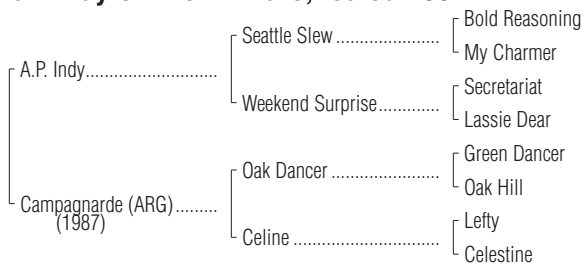 Bold Reasoning
Seattle Slew
My Charmer
A.P. Indy
Secretariat
Weekend Surprise
Lassie Dear
Green Dancer
Oak Dancer
Oak Hill
Campagnarde (ARG)
(1987)
Lefty
Celine
Celestine